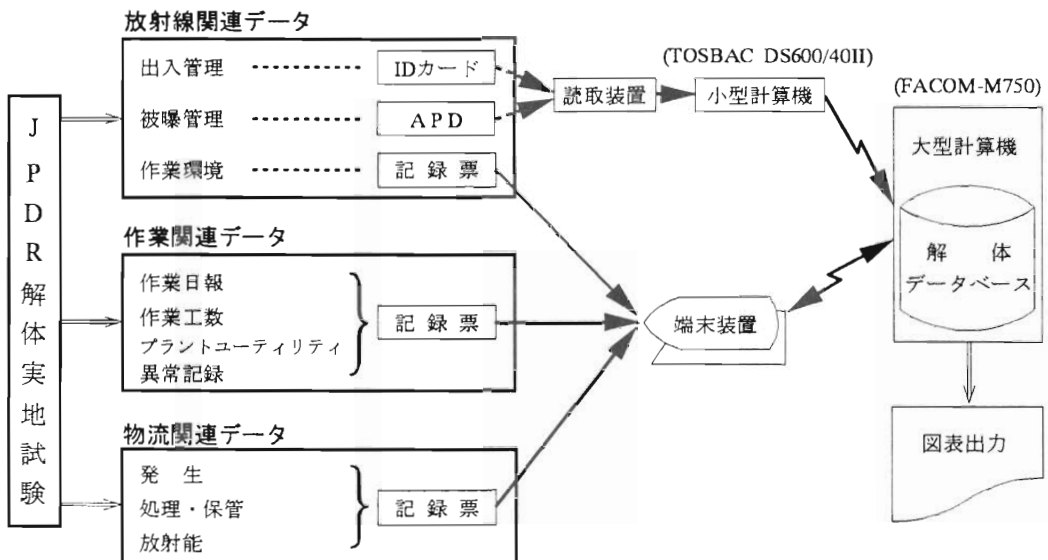 JPDR解体実地試験
放射線関連データ
出入管理 IDカード
被曝管理 APD
作業環境 記録票
読取装置
(TOSBAC DS600/40II)
小型計算機
(FACOM-M750)
大型計算機
解体
データベース
作業関連データ
作業日報
作業工数
プラントユーティリティ
異常記録
記録票
端末装置
物流関連データ
発生
処理・保管
放射能
記録票
図表出力